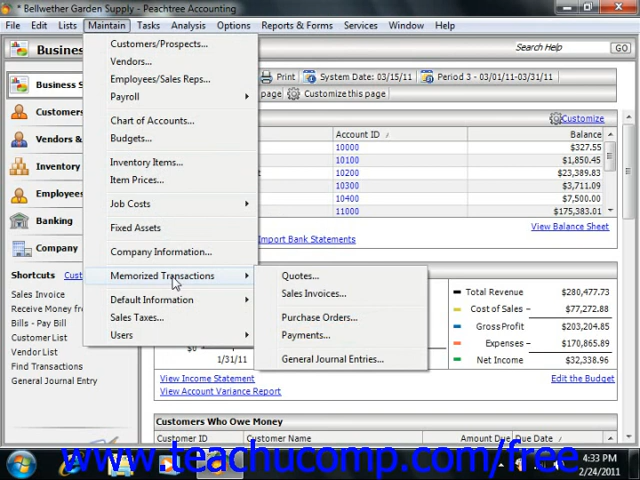 * Bellwether Garden Supply - Peachtree Accounting
File Edit Lists Maintain Tasks Analysis Options Reports & Forms Services Window Help
Business
Search Help GO
Business S
Print System Date: 03/15/11 Period 3 - 03/01/11-03/31/11
page Customize this page
Customers
Vendors &
Inventory
Employees
Banking
Company
Shortcuts Cust
Sales Invoice
Receive Money from
Bills - Pay Bill
Customer List
Vendor List
Find Transactions
General Journal Entry
Customers/Prospects...
Vendors...
Employees/Sales Reps...
Payroll
Chart of Accounts...
Budgets...
Inventory Items...
Item Prices...
Job Costs
Fixed Assets
Company Information...
Memorized Transactions
Default Information
Sales Taxes...
Users
Quotes...
Sales Invoices...
Purchase Orders...
Payments...
General Journal Entries...
Customize
Account ID / Balance
10000 $327.55
10100 $1,850.45
10200 $23,389.83
10300 $3,711.09
10400 $7,500.00
11000 $175,383.01
View Balance Sheet
Import Bank Statements
Total Revenue $280,477.73
Cost of Sales $77,272.88
Gross Profit $203,204.85
Expenses $170,865.89
Net Income $32,338.96
$0
1/31/11
View Income Statement Edit the Budget
View Account Variance Report
Customers Who Owe Money
Customer ID Customer Name Amount Due Due Date /
www.teachucomp.com/free
4:33 PM
2/24/2011